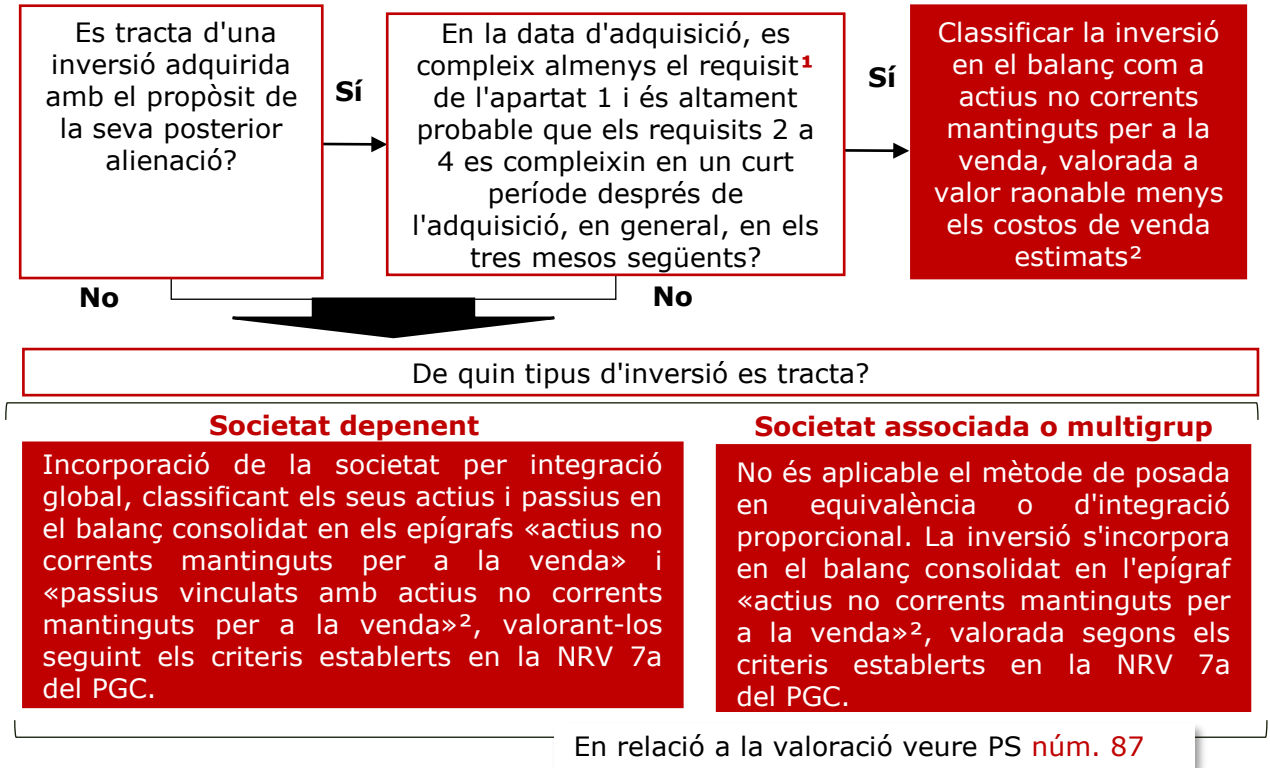 Es tracta d'una
inversió adquirida
amb el propòsit de
la seva posterior
alienació?
Sí
En la data d'adquisició, es
compleix almenys el requisit¹
de l'apartat 1 i és altament
probable que els requisits 2 a
4 es compleixin en un curt
període després de
l'adquisició, en general, en els
tres mesos següents?
Sí
Classificar la inversió
en el balanç com a
actius no corrents
mantinguts per a la
venda, valorada a
valor raonable menys
els costos de venda
estimats²
No
No
De quin tipus d'inversió es tracta?
Societat depenent
Incorporació de la societat per integració
global, classificant els seus actius i passius en
el balanç consolidat en els epígrafs «actius no
corrents mantinguts per a la venda» i
«passius vinculats amb actius no corrents
mantinguts per a la venda»², valorant-los
seguint els criteris establerts en la NRV 7a
del PGC.
Societat associada o multigrup
No és aplicable el mètode de posada
en equivalència o d'integració
proporcional. La inversió s'incorpora
en el balanç consolidat en l'epígraf
«actius no corrents mantinguts per
a la venda»², valorada segons els
criteris establerts en la NRV 7a
del PGC.
En relació a la valoració veure PS núm. 87